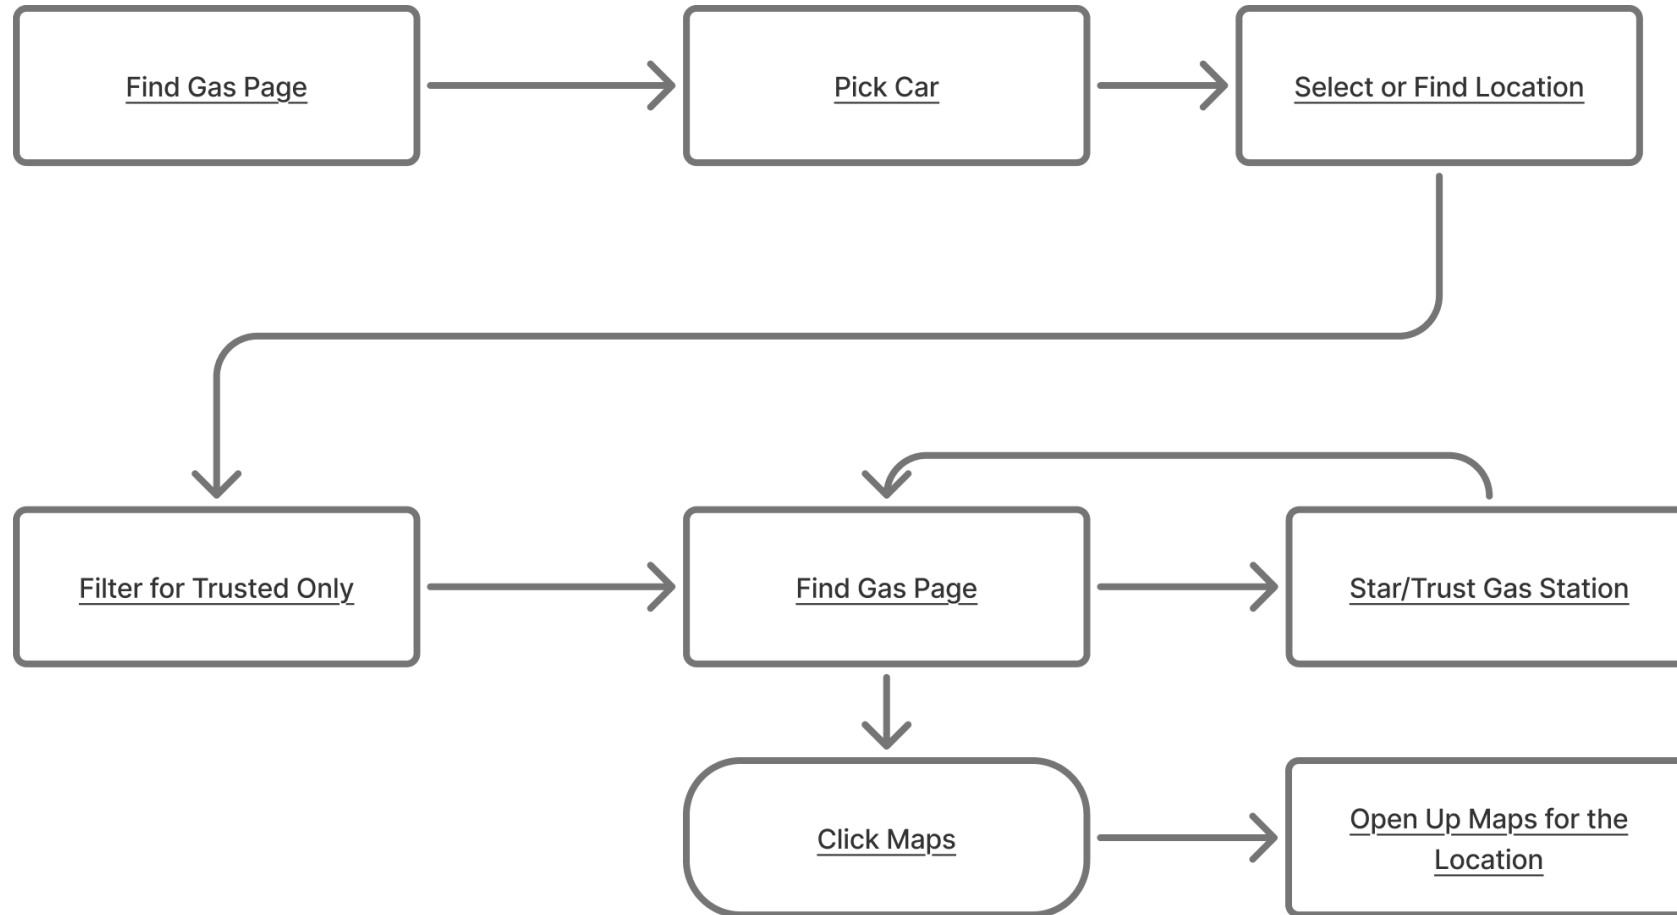 Find Gas Page
Pick Car
Select or Find Location
Filter for Trusted Only
Find Gas Page
Star/Trust Gas Station
Click Maps
Open Up Maps for the
Location